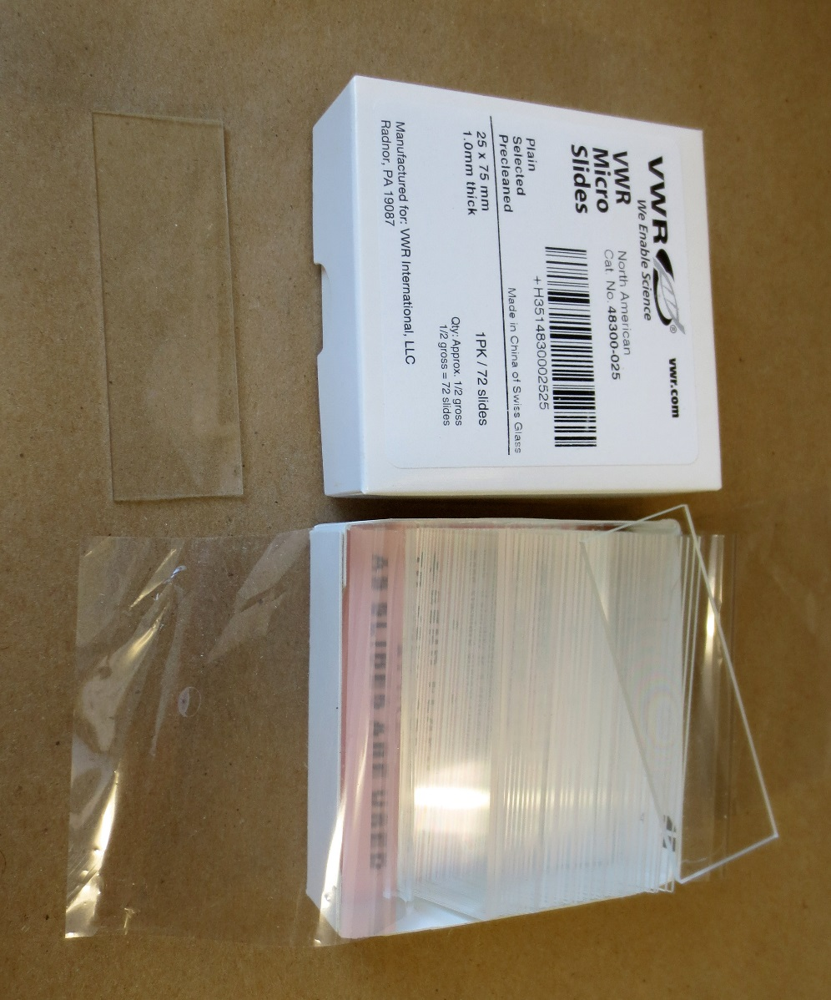 VWR®
We Enable Science
vwr.com
VWR
Micro
Slides
North American
Cat. No. 48300-025
+H35148300002525
Plain
Selected
Precleaned
Made in China of Swiss Glass
25 x 75 mm
1.0mm thick
1PK / 72 slides
Qty: Approx. 1/2 gross
1/2 gross = 72 slides
Manufactured for: VWR International, LLC
Radnor, PA 19087
AS SLIDES ARE USED